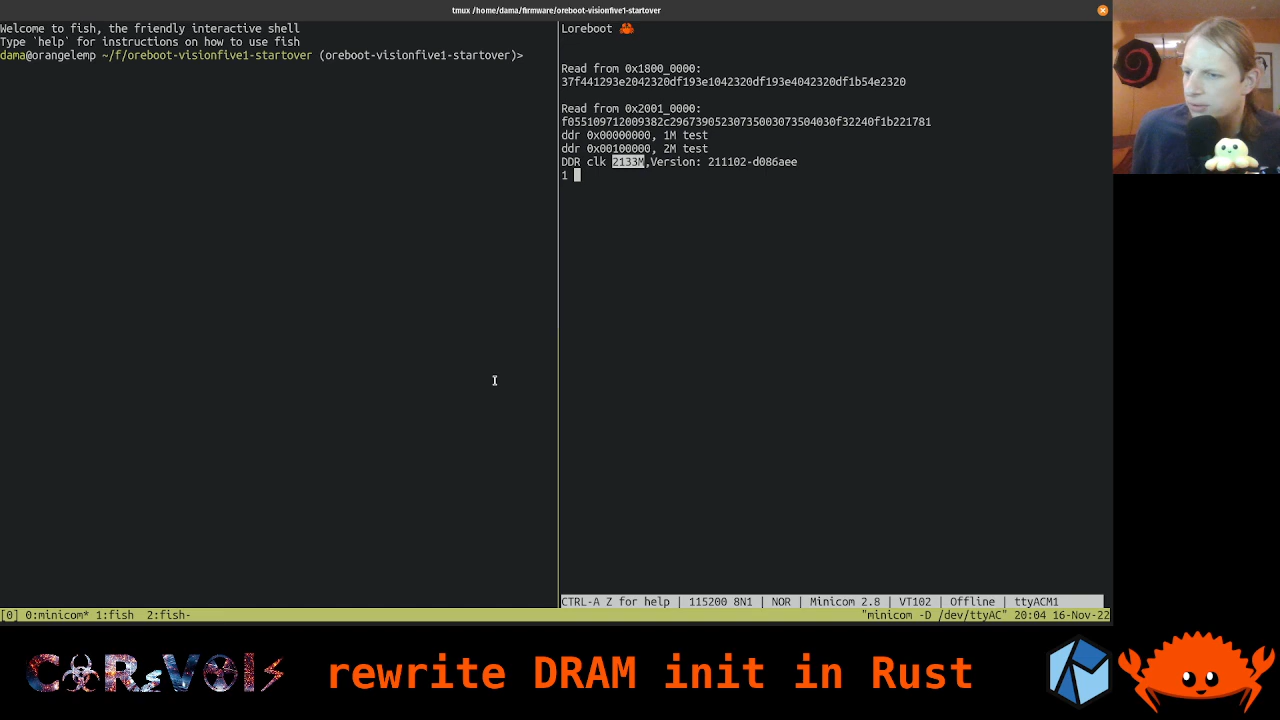 tmux /home/dama/firmware/oreboot-visionfive1-startover
Welcome to fish, the friendly interactive shell
Type `help` for instructions on how to use fish
dama@orangelemp ~/f/oreboot-visionfive1-startover (oreboot-visionfive1-startover)>
Loreboot 🦀
Read from 0x1800_0000:
37f441293e2042320df193e1042320df193e4042320df1b54e2320
Read from 0x2001_0000:
f055109712009382c29673905230735003073504030f32240f1b221781
ddr 0x00000000, 1M test
ddr 0x00100000, 2M test
DDR clk 2133M,Version: 211102-d086aee
1
CTRL-A Z for help | 115200 8N1 | NOR | Minicom 2.8 | VT102 | Offline | ttyACM1
[0] 0:minicom* 1:fish  2:fish-
"minicom -D /dev/ttyAC" 20:04 16-Nov-22
rewrite DRAM init in Rust